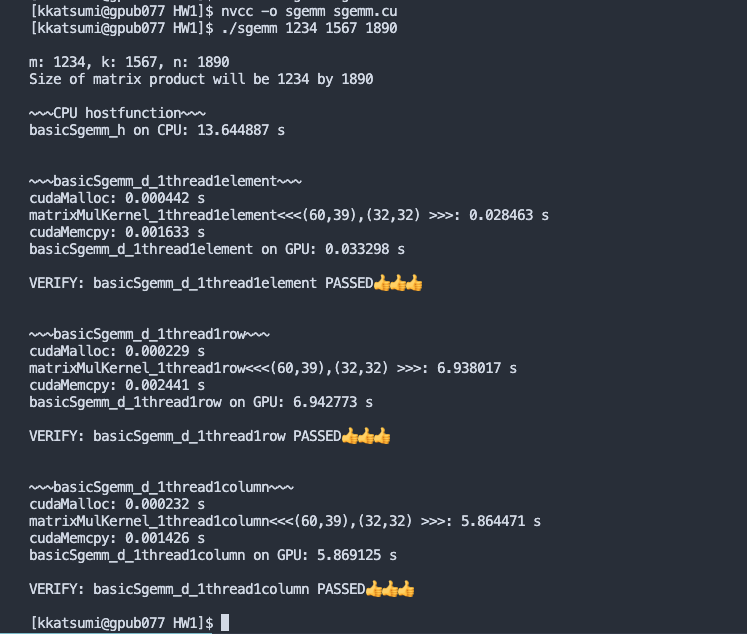 [kkatsumi@gpub077 HW1]$ nvcc -o sgemm sgemm.cu
[kkatsumi@gpub077 HW1]$ ./sgemm 1234 1567 1890
m: 1234, k: 1567, n: 1890
Size of matrix product will be 1234 by 1890
~~~CPU hostfunction~~~
basicSgemm_h on CPU: 13.644887 s
~~~basicSgemm_d_1thread1element~~~
cudaMalloc: 0.000442 s
matrixMulKernel_1thread1element<<<(60,39),(32,32) >>>: 0.028463 s
cudaMemcpy: 0.001633 s
basicSgemm_d_1thread1element on GPU: 0.033298 s
VERIFY: basicSgemm_d_1thread1element PASSED👍👍👍
~~~basicSgemm_d_1thread1row~~~
cudaMalloc: 0.000229 s
matrixMulKernel_1thread1row<<<(60,39),(32,32) >>>: 6.938017 s
cudaMemcpy: 0.002441 s
basicSgemm_d_1thread1row on GPU: 6.942773 s
VERIFY: basicSgemm_d_1thread1row PASSED👍👍👍
~~~basicSgemm_d_1thread1column~~~
cudaMalloc: 0.000232 s
matrixMulKernel_1thread1column<<<(60,39),(32,32) >>>: 5.864471 s
cudaMemcpy: 0.001426 s
basicSgemm_d_1thread1column on GPU: 5.869125 s
VERIFY: basicSgemm_d_1thread1column PASSED👍👍👍
[kkatsumi@gpub077 HW1]$